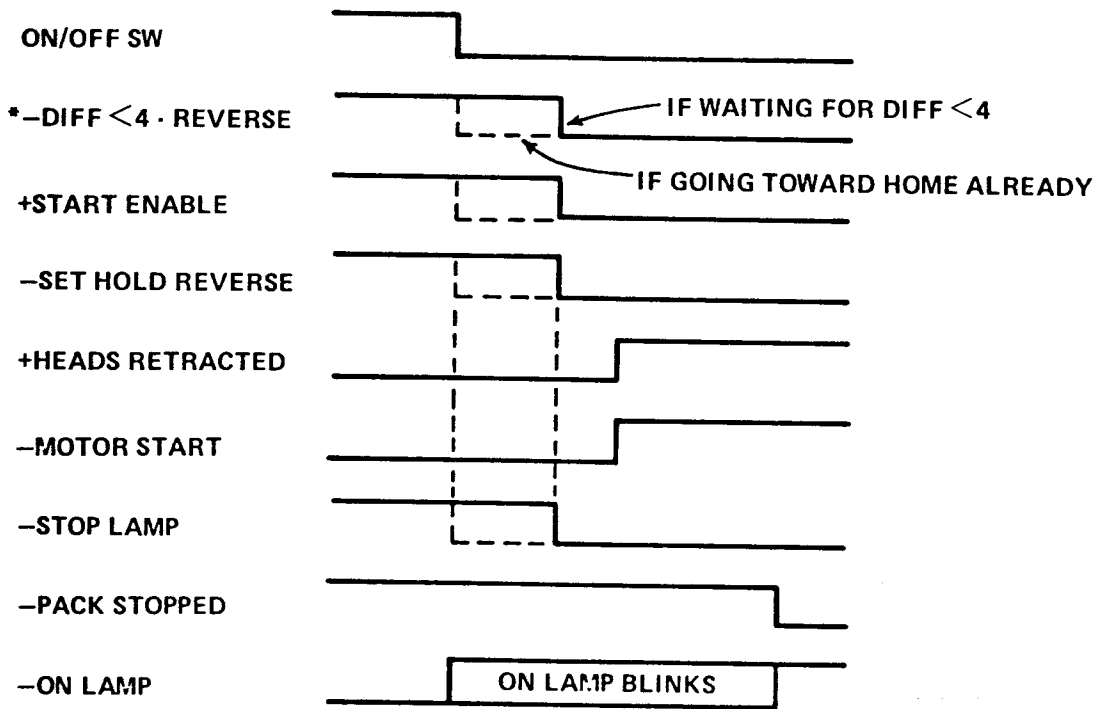 ON/OFF SW
*–DIFF <4 · REVERSE
IF WAITING FOR DIFF <4
IF GOING TOWARD HOME ALREADY
+START ENABLE
–SET HOLD REVERSE
+HEADS RETRACTED
–MOTOR START
–STOP LAMP
–PACK STOPPED
–ON LAMP
ON LAMP BLINKS